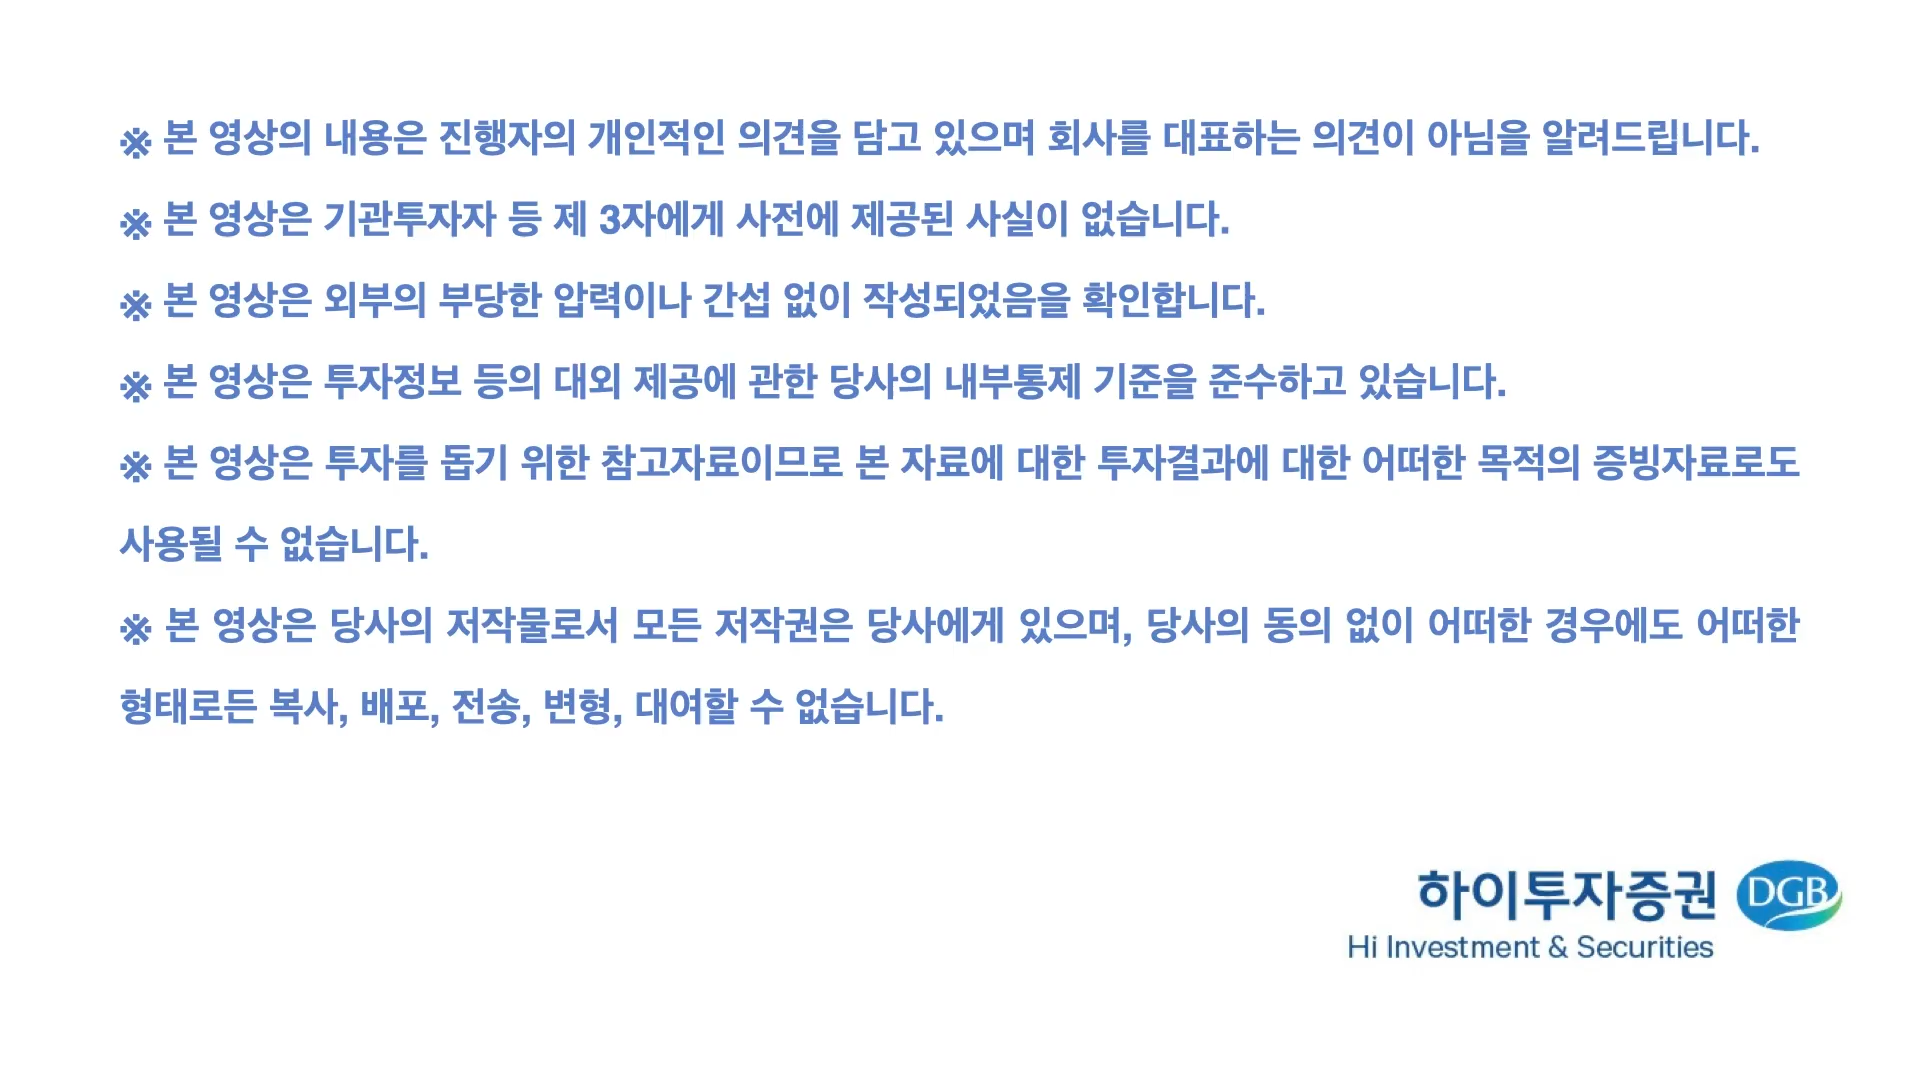 ※ 본 영상의 내용은 진행자의 개인적인 의견을 담고 있으며 회사를 대표하는 의견이 아님을 알려드립니다.
※ 본 영상은 기관투자자 등 제 3자에게 사전에 제공된 사실이 없습니다.
※ 본 영상은 외부의 부당한 압력이나 간섭 없이 작성되었음을 확인합니다.
※ 본 영상은 투자정보 등의 대외 제공에 관한 당사의 내부통제 기준을 준수하고 있습니다.
※ 본 영상은 투자를 돕기 위한 참고자료이므로 본 자료에 대한 투자결과에 대한 어떠한 목적의 증빙자료로도
사용될 수 없습니다.
※ 본 영상은 당사의 저작물로서 모든 저작권은 당사에게 있으며, 당사의 동의 없이 어떠한 경우에도 어떠한
형태로든 복사, 배포, 전송, 변형, 대여할 수 없습니다.
하이투자증권 DGB
Hi Investment & Securities